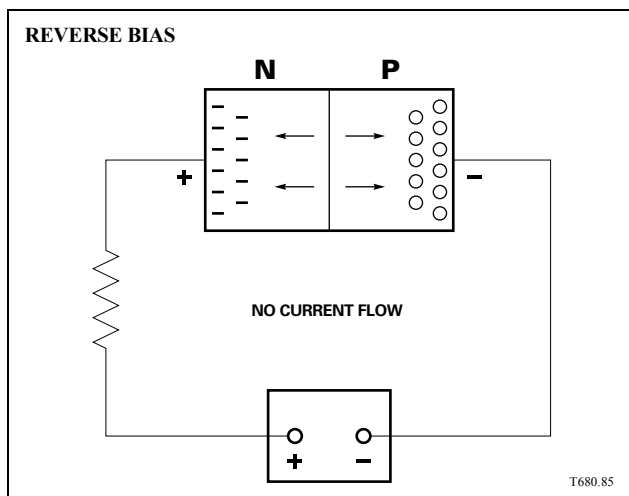 REVERSE BIAS
N P
+ −
NO CURRENT FLOW
+ −
T680.85